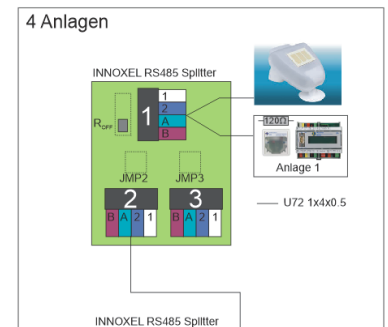 4 Anlagen
INNOXEL RS485 Splitter
1
2
A
B
1
ROFF
120Ω
Anlage 1
JMP2
JMP3
2
3
B A 2 1
B A 2 1
U72 1x4x0.5
INNOXEL RS485 Splitter